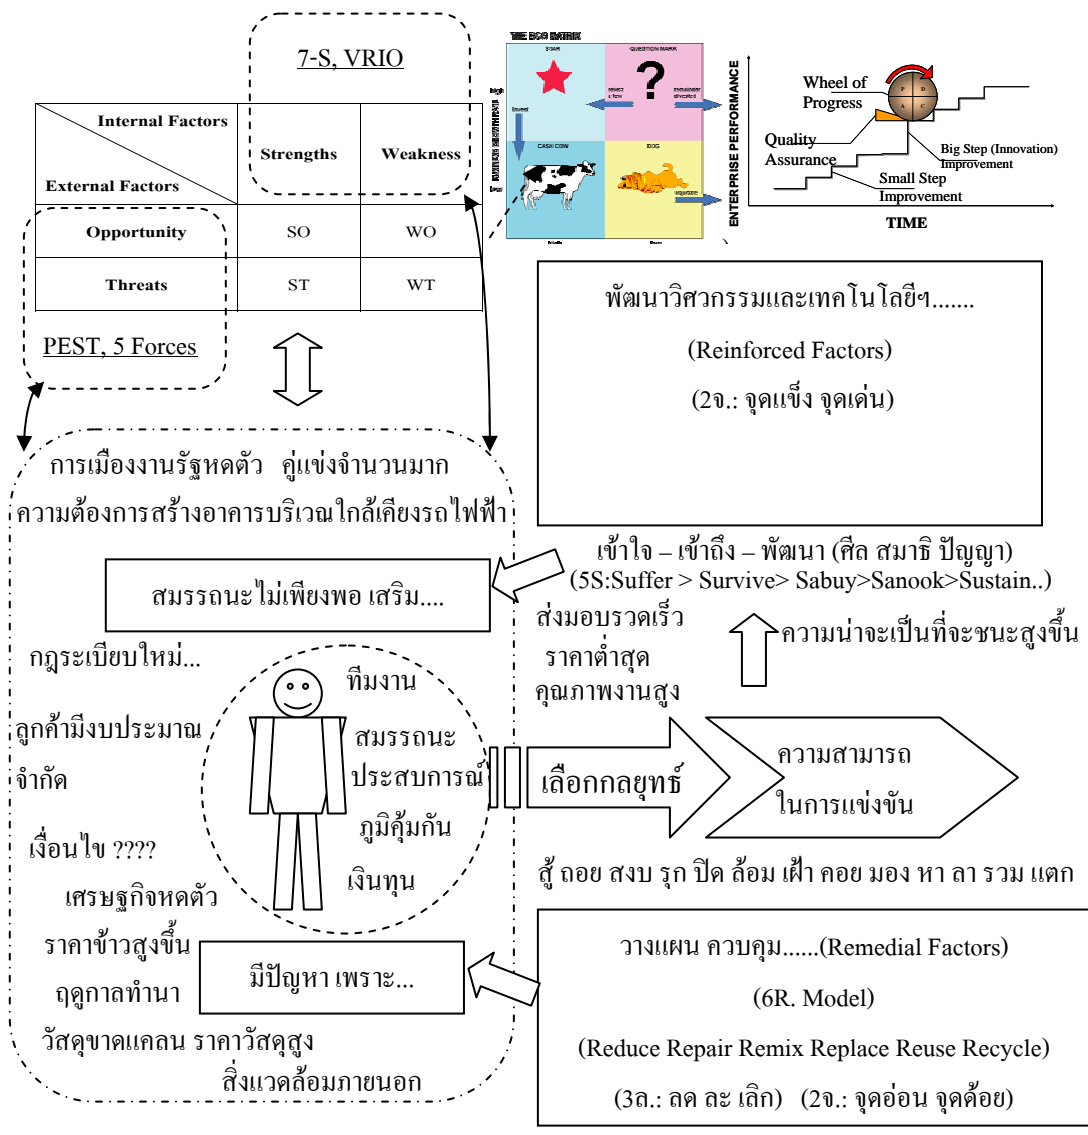 7-S, VRIO
Internal Factors
External Factors
Strengths
Weakness
Opportunity
SO
WO
Threats
ST
WT
PEST, 5 Forces
THE BCG MATRIX
STAR
QUESTION MARK
?
select
a few
remainder
divested
invest
CASH COW
DOG
liquidate
high
low
ENTERPRISE PERFORMANCE
Wheel of
Progress
P D
A C
Quality
Assurance
Big Step (Innovation)
Improvement
Small Step
Improvement
TIME
พัฒนาวิศวกรรมและเทคโนโลยีฯ.......
(Reinforced Factors)
(2จ.: จุดแข็ง จุดเด่น)
การเมืองงานรัฐหดตัว คู่แข่งจำนวนมาก
ความต้องการสร้างอาคารบริเวณใกล้เคียงรถไฟฟ้า
เข้าใจ – เข้าถึง – พัฒนา (ศีล สมาธิ ปัญญา)
(5S:Suffer > Survive> Sabuy>Sanook>Sustain..)
สมรรถนะไม่เพียงพอ เสริม....
ส่งมอบรวดเร็ว
ราคาต่ำสุด
คุณภาพงานสูง
ความน่าจะเป็นที่จะชนะสูงขึ้น
กฎระเบียบใหม่...
ลูกค้ามีงบประมาณ
จำกัด
เงื่อนไข ????
เศรษฐกิจหดตัว
ราคาข้าวสูงขึ้น
ฤดูกาลทำนา
วัสดุขาดแคลน ราคาวัสดุสูง
สิ่งแวดล้อมภายนอก
ทีมงาน
สมรรถนะ
ประสบการณ์
ภูมิคุ้มกัน
เงินทุน
มีปัญหา เพราะ...
เลือกกลยุทธ์
ความสามารถ
ในการแข่งขัน
สู้ ถอย สงบ รุก ปิด ล้อม เฝ้า คอย มอง หา ลา รวม แตก
วางแผน ควบคุม......(Remedial Factors)
(6R. Model)
(Reduce Repair Remix Replace Reuse Recycle)
(3ล.: ลด ละ เลิก) (2จ.: จุดอ่อน จุดด้อย)